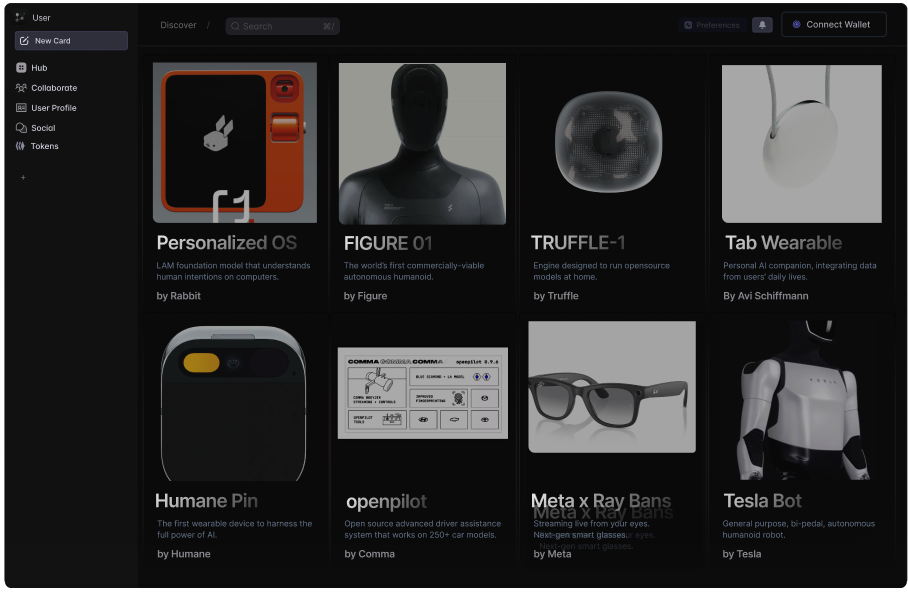 User
New Card
Hub
Collaborate
User Profile
Social
Tokens
+
Discover /
Search ⌘/
Preferences
Connect Wallet
r1
Personalized OS
LAM foundation model that understands
human intentions on computers.
by Rabbit
FIGURE 01
The world's first commercially-viable
autonomous humanoid.
by Figure
TRUFFLE-1
Engine designed to run opensource
models at home.
by Truffle
Tab Wearable
Personal AI companion, integrating data
from users' daily lives.
By Avi Schiffmann
Humane Pin
The first wearable device to harness the
full power of AI.
by Humane
COMMA COMMA COMMA openpilot 0.9.6
BLUE DIAMOND + LA MODEL
COMMA BODY
STREAMING + CONTROLS
IMPROVED
FINGERPRINTING
OPENPILOT
TOOLS
openpilot
Open source advanced driver assistance
system that works on 250+ car models.
by Comma
Meta x Ray Bans
Meta x Ray Bans
Streaming live from your eyes.
Next-gen smart glasses.
Next-gen smart glasses.
by Meta
TESLA
Tesla Bot
General purpose, bi-pedal, autonomous
humanoid robot.
by Tesla